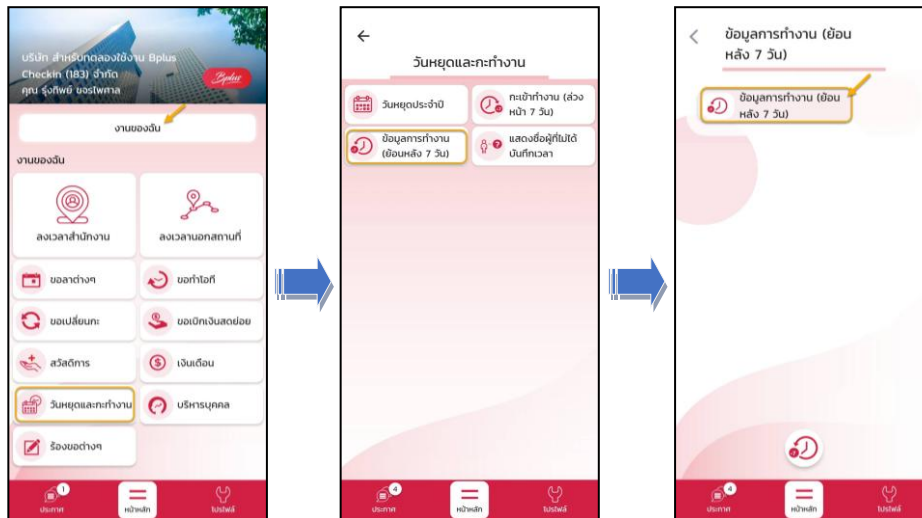 บริษัท สำหรับทดลองใช้งาน Bplus
Checkin (183) จำกัด
คุณ รุ่งทิพย์ ขจรไพศาล
Bplus
งานของฉัน
งานของฉัน
ลงเวลาสำนักงาน
ลงเวลานอกสถานที่
ขอลาต่างๆ
ขอทำโอที
ขอเปลี่ยนกะ
ขอเบิกเงินสดย่อย
สวัสดิการ
เงินเดือน
วันหยุดและกะทำงาน
บริหารบุคคล
ร้องขอต่างๆ
1
ประกาศ
หน้าหลัก
โปรไฟล์
วันหยุดและกะทำงาน
วันหยุดประจำปี
กะเข้าทำงาน (ล่วง
หน้า 7 วัน)
ข้อมูลการทำงาน
(ย้อนหลัง 7 วัน)
แสดงชื่อผู้ที่ไม่ได้
บันทึกเวลา
4
ประกาศ
หน้าหลัก
โปรไฟล์
ข้อมูลการทำงาน (ย้อน
หลัง 7 วัน)
ข้อมูลการทำงาน (ย้อน
หลัง 7 วัน)
4
ประกาศ
หน้าหลัก
โปรไฟล์